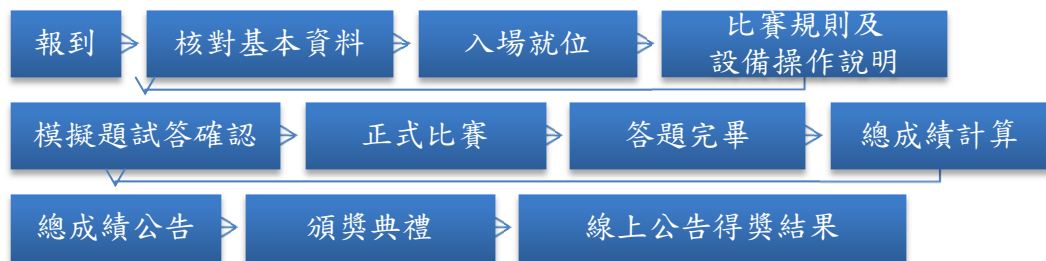 報到
核對基本資料
入場就位
比賽規則及
設備操作說明
模擬題試答確認
正式比賽
答題完畢
總成績計算
總成績公告
頒獎典禮
線上公告得獎結果